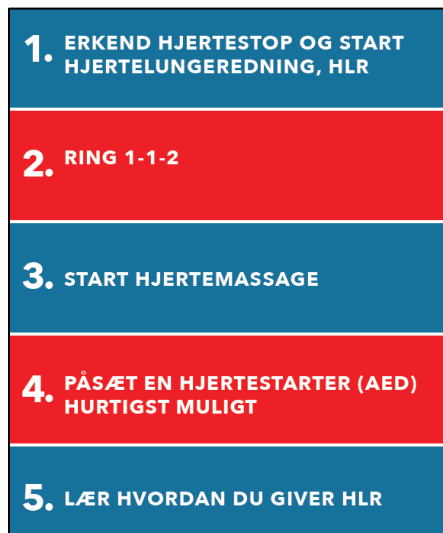 1. ERKEND HJERTESTOP OG START
HJERTELUNGEREDNING, HLR
2. RING 1-1-2
3. START HJERTEMASSAGE
4. PÅSÆT EN HJERTESTARTER (AED)
HURTIGST MULIGT
5. LÆR HVORDAN DU GIVER HLR